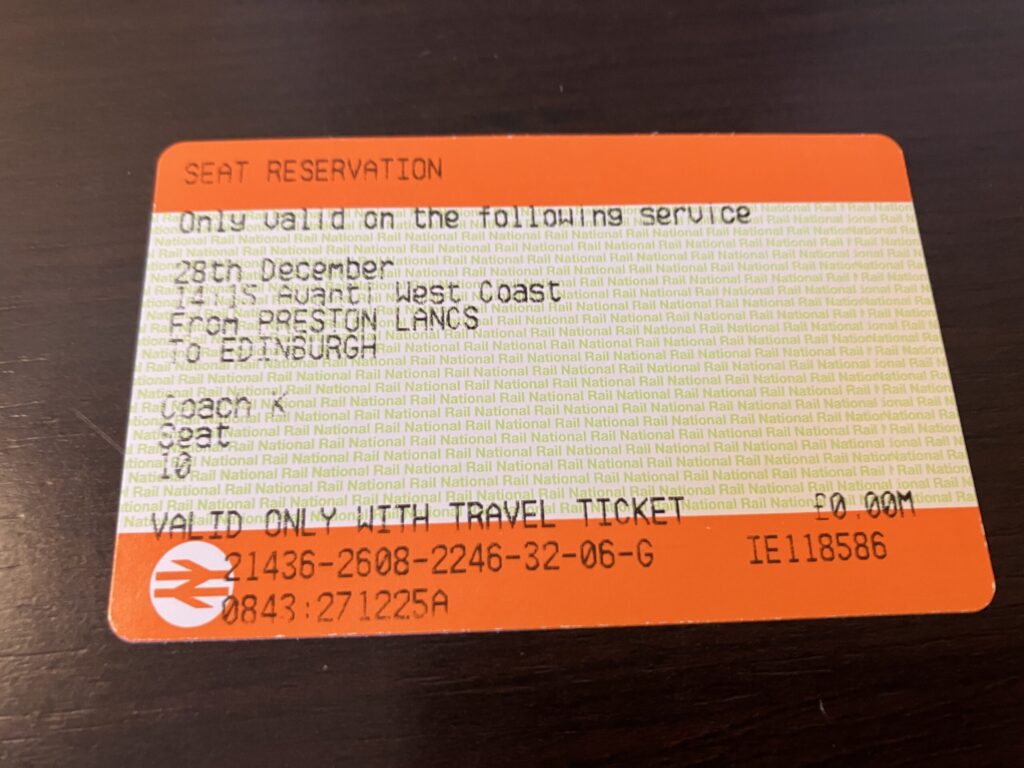 SEAT RESERVATION
Only valid on the following service
28th December
14:15 Avanti West Coast
From PRESTON LANCS
To EDINBURGH
Coach K
Seat
10
VALID ONLY WITH TRAVEL TICKET £0.00M
21436-2608-2246-32-06-G IE118586
0843:271225A